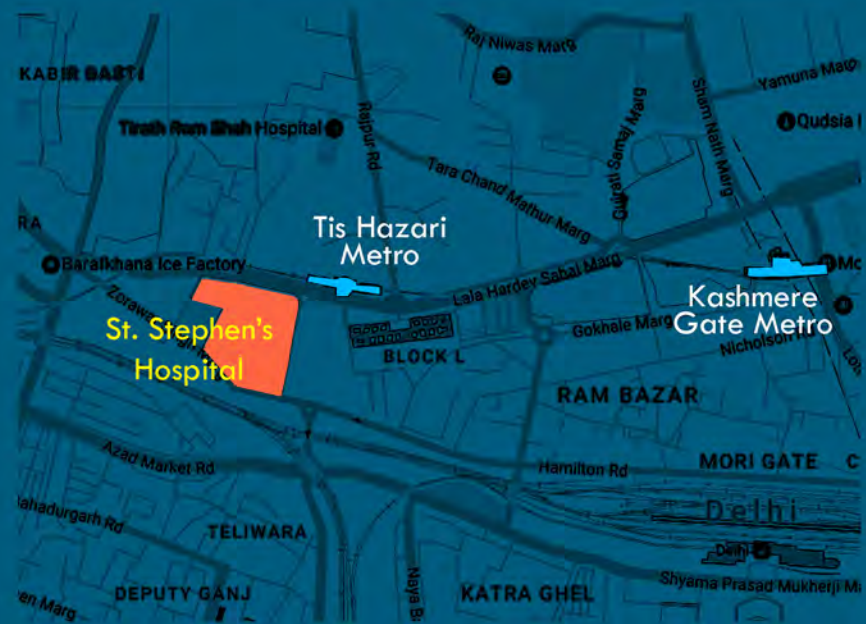 Raj Niwas Marg
KABIR BASTI
Yamuna Marg
Sham Nath Marg
Tirath Ram Shah Hospital
Rajpur Rd
Gujrati Samaj Marg
Qudsia
Tara Chand Mathur Marg
RA
Tis Hazari
Metro
Barafkhana Ice Factory
Lala Hardev Sahai Marg
Kashmere
Gate Metro
St. Stephen's
Hospital
Gokhale Marg
Nicholson Rd
BLOCK L
RAM BAZAR
Azad Market Rd
Hamilton Rd
MORI GATE
C
Delhi
Delhi
ahadurgarh Rd
TELIWARA
DEPUTY GANJ
KATRA GHEL
Shyama Prasad Mukherji M
en Marg